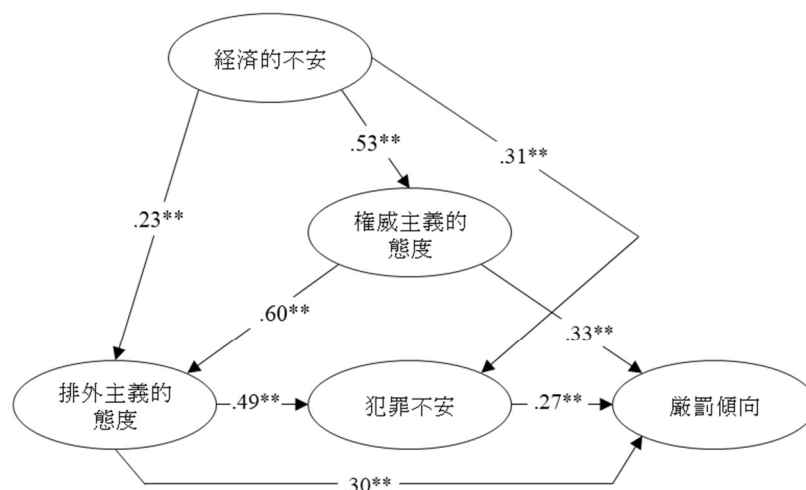 経済的不安
.53**
.31**
.23**
権威主義的
態度
.60**
.33**
排外主義的
態度
.49**
犯罪不安
.27**
厳罰傾向
.30**